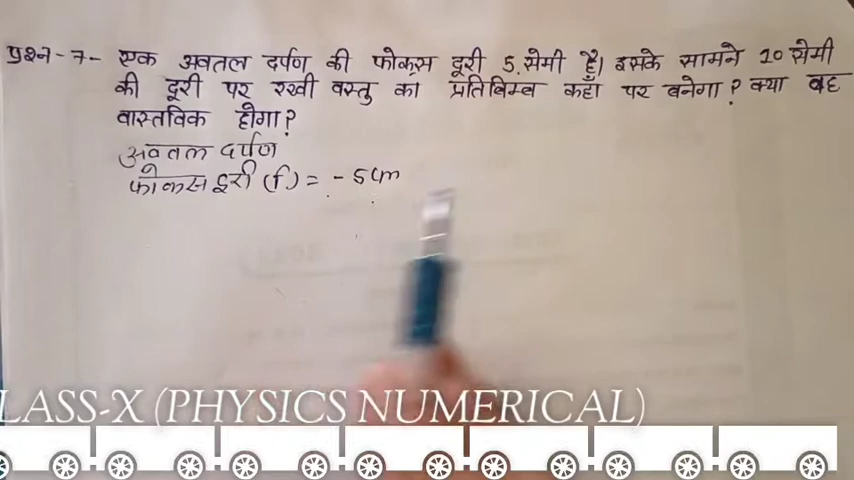 प्रश्न-7- एक अवतल दर्पण की फोकस दूरी 5 सेमी है। इसके सामने 10 सेमी
की दूरी पर रखी वस्तु का प्रतिबिम्ब कहाँ पर बनेगा? क्या वह
वास्तविक होगा?
अवतल दर्पण
फोकस दूरी (f) = - 5cm
LASS-X (PHYSICS NUMERICAL)